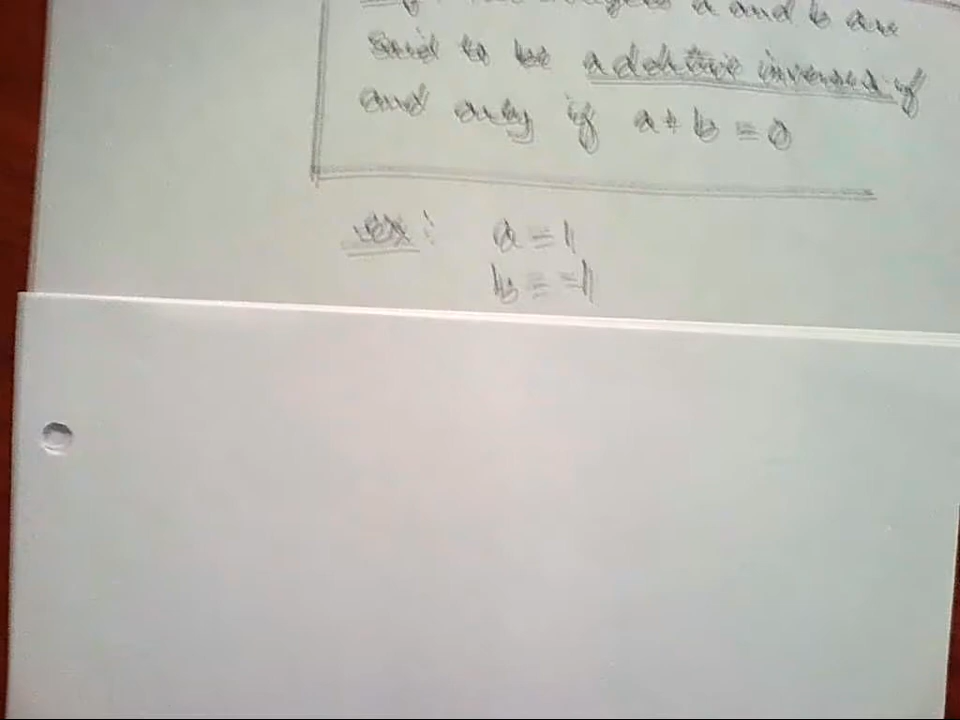 a and b are
said to be additive inverses if
and only if a + b = 0
ex: a = 1
b = -1